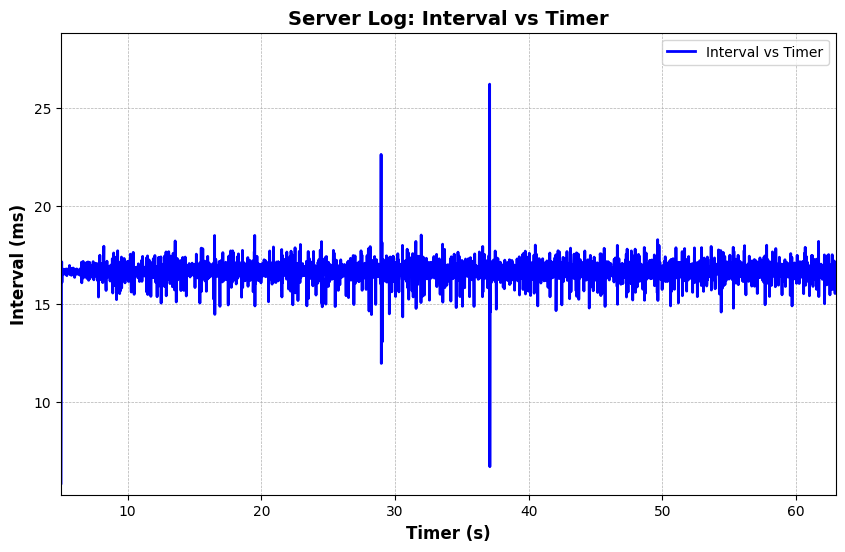 Server Log: Interval vs Timer
Interval vs Timer
25
20
15
10
Interval (ms)
10 20 30 40 50 60
Timer (s)